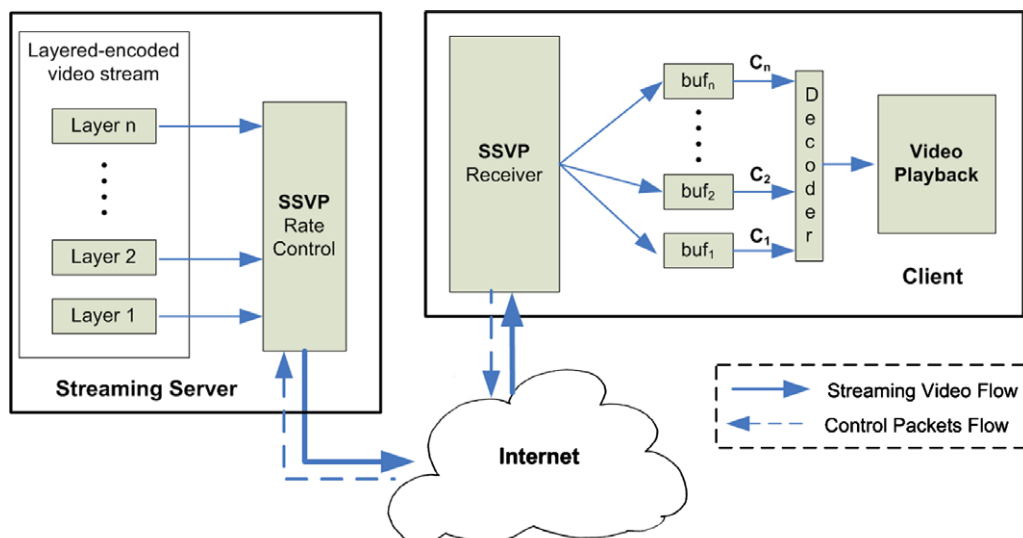 Layered-encoded
video stream
Layer n
Layer 2
Layer 1
SSVP
Rate
Control
Streaming Server
SSVP
Receiver
bufn
buf2
buf1
Cn
C2
C1
Decoder
Video
Playback
Client
Internet
Streaming Video Flow
Control Packets Flow